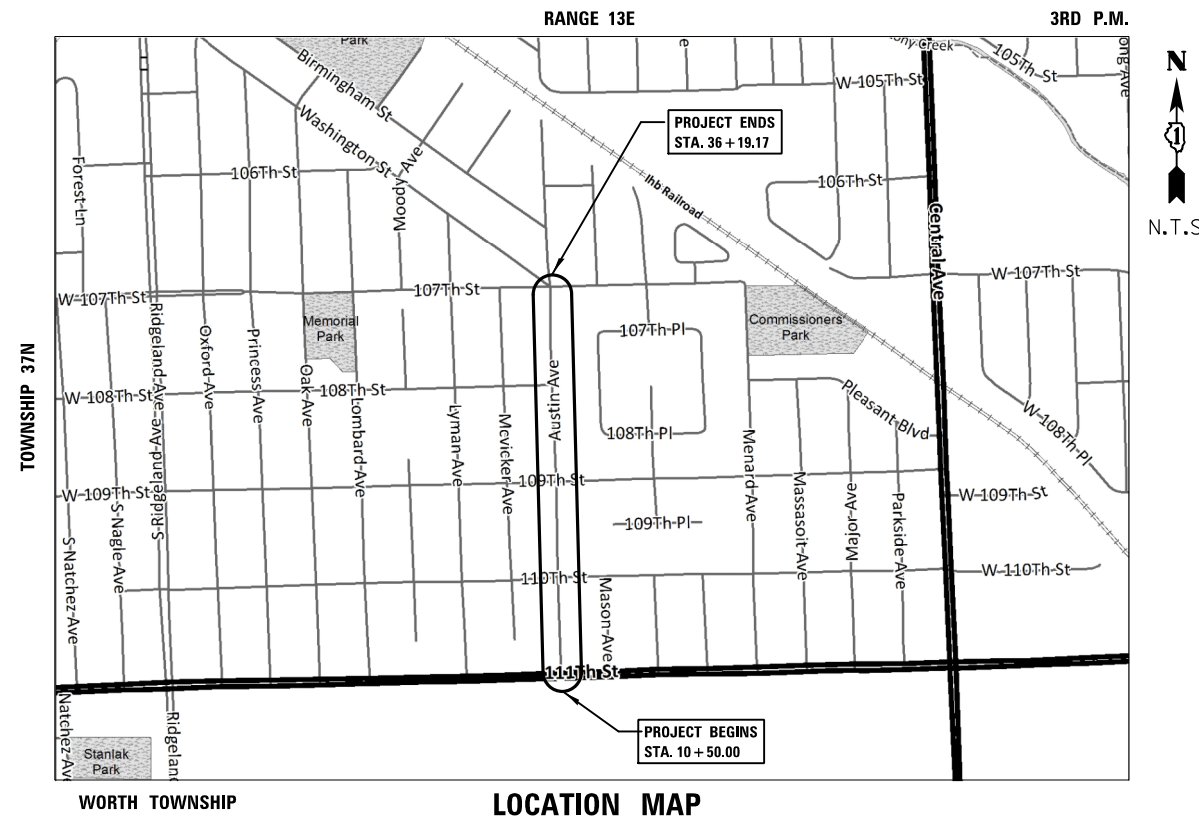 RANGE 13E
3RD P.M.
Park
Birmingham St
Washington St
Moody Ave
W 105Th St
105Th St
ony Creek
ong-Ave
N
1
N.T.S
PROJECT ENDS
STA. 36+19.17
Forest-Ln
106Th-St
106Th-St
Ihb Railroad
Central Ave
W-107Th-St
107Th St
W-107Th-St
Memorial
Park
Commissioners'
Park
107Th-Pl
TOWNSHIP 37N
S-Ridgeland-Ave
Ridgeland-Ave
Oxford-Ave
Princess-Ave
Oak-Ave
Lombard-Ave
Lyman-Ave
Mcvicker-Ave
Austin-Ave
W-108Th-St
108Th-St
108Th-Pl
Pleasant-Blvd
W-108Th-Pl
Menard-Ave
Massasoit-Ave
Major-Ave
Parkside-Ave
W-109Th-St
109Th-St
W-109Th-St
S-Nagle-Ave
109Th-Pl
S-Natchez-Ave
110Th-St
Mason-Ave
W-110Th-St
111Th St
Natchez-Av
Ridgeland
PROJECT BEGINS
STA. 10+50.00
Stanlak
Park
WORTH TOWNSHIP
LOCATION MAP